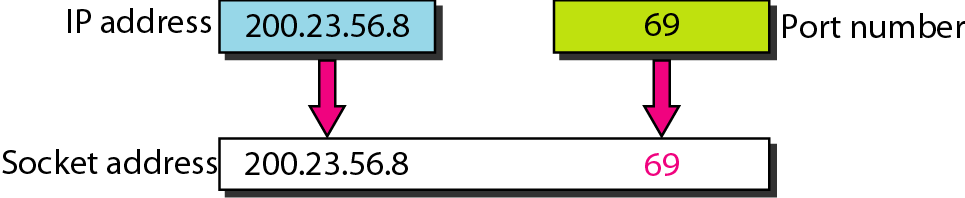 IP address 200.23.56.8 69 Port number
Socket address 200.23.56.8 69